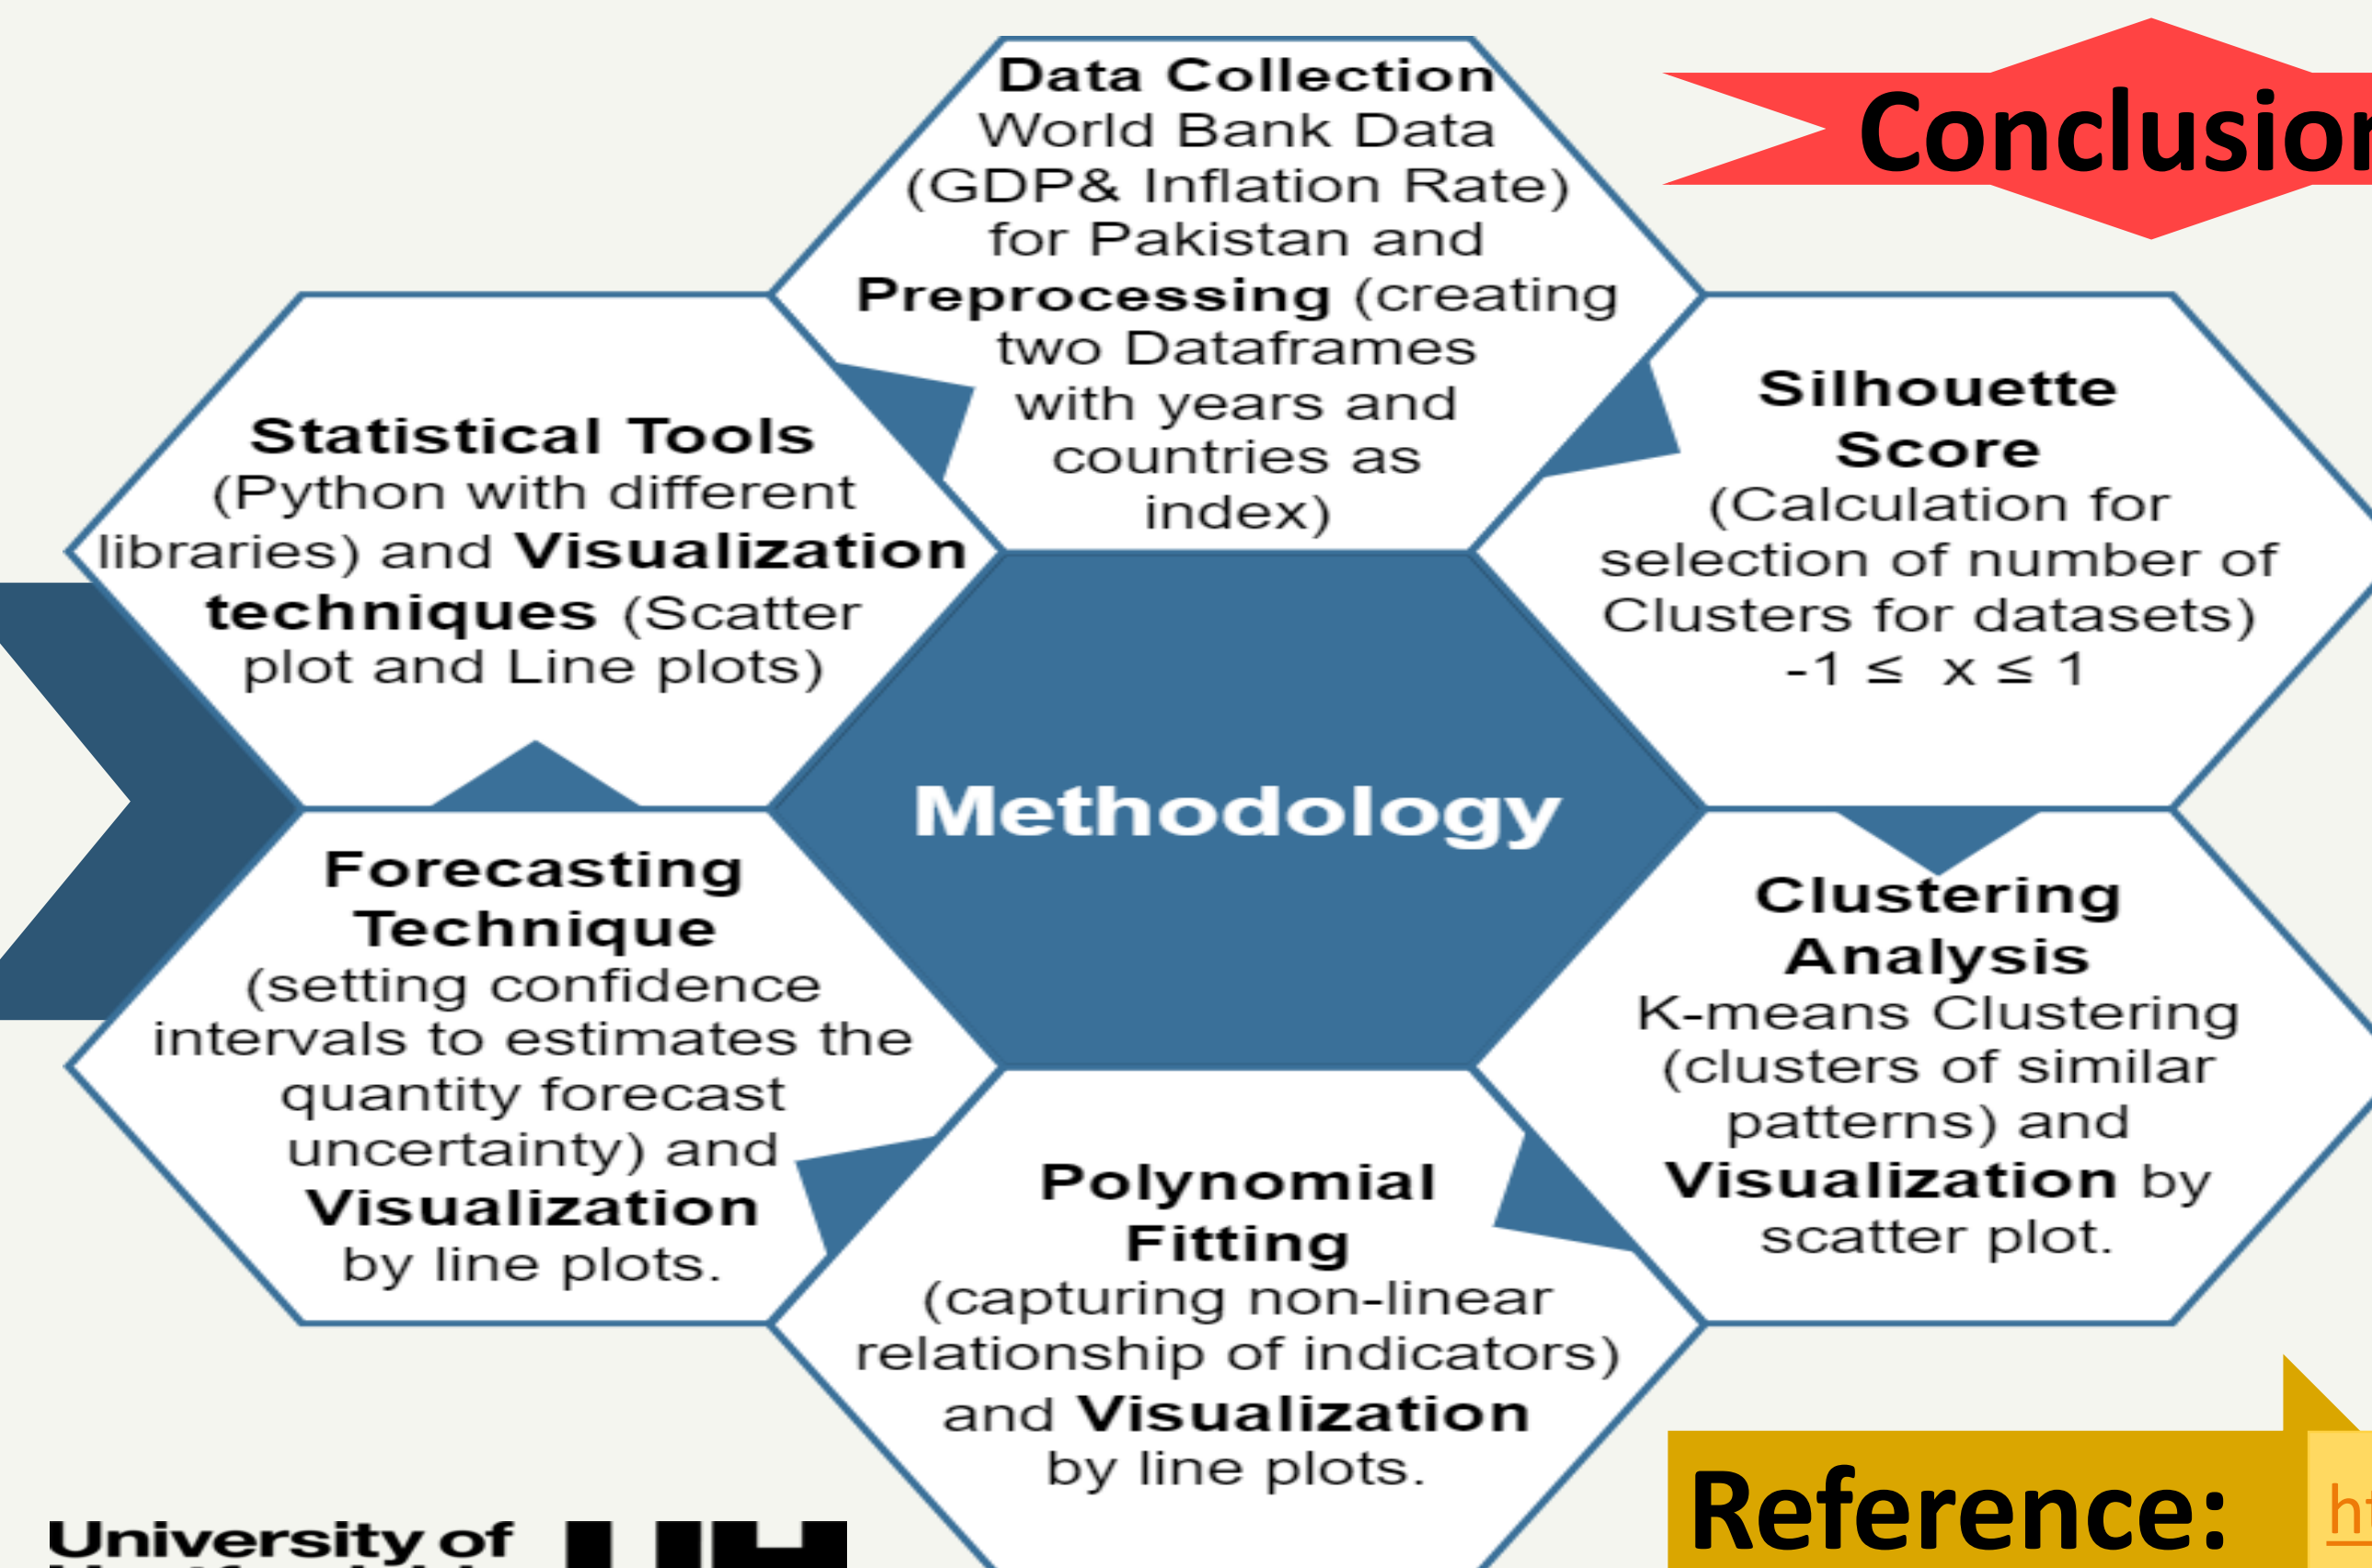 Data Collection
World Bank Data
(GDP& Inflation Rate)
for Pakistan and
Preprocessing (creating
two Dataframes
with years and
countries as
index)
Conclusion
Silhouette
Score
(Calculation for
selection of number of
Clusters for datasets)
-1 ≤ x ≤ 1
Statistical Tools
(Python with different
libraries) and Visualization
techniques (Scatter
plot and Line plots)
Methodology
Clustering
Analysis
K-means Clustering
(clusters of similar
patterns) and
Visualization by
scatter plot.
Forecasting
Technique
(setting confidence
intervals to estimates the
quantity forecast
uncertainty) and
Visualization
by line plots.
Polynomial
Fitting
(capturing non-linear
relationship of indicators)
and Visualization
by line plots.
Reference:
University of